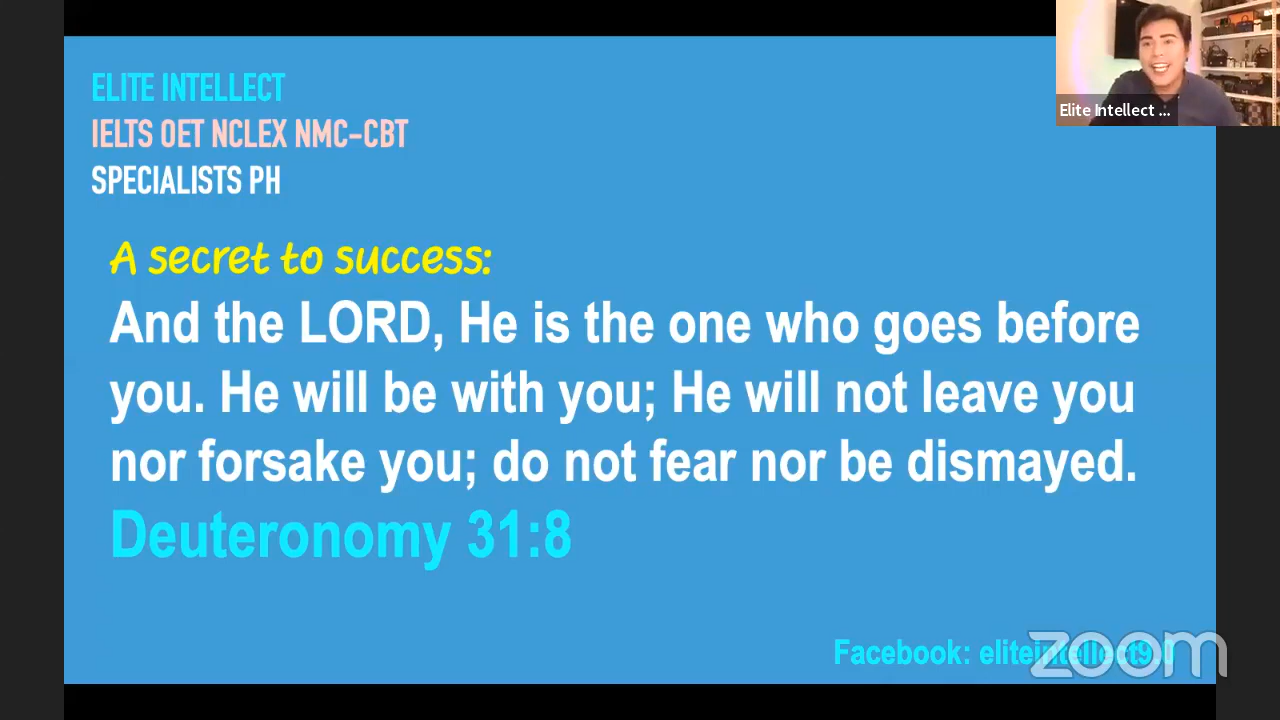 ELITE INTELLECT
IELTS OET NCLEX NMC-CBT
SPECIALISTS PH
Elite Intellect ...
A secret to success:
And the LORD, He is the one who goes before
you. He will be with you; He will not leave you
nor forsake you; do not fear nor be dismayed.
Deuteronomy 31:8
Facebook: eliteintellect9.0
zoom